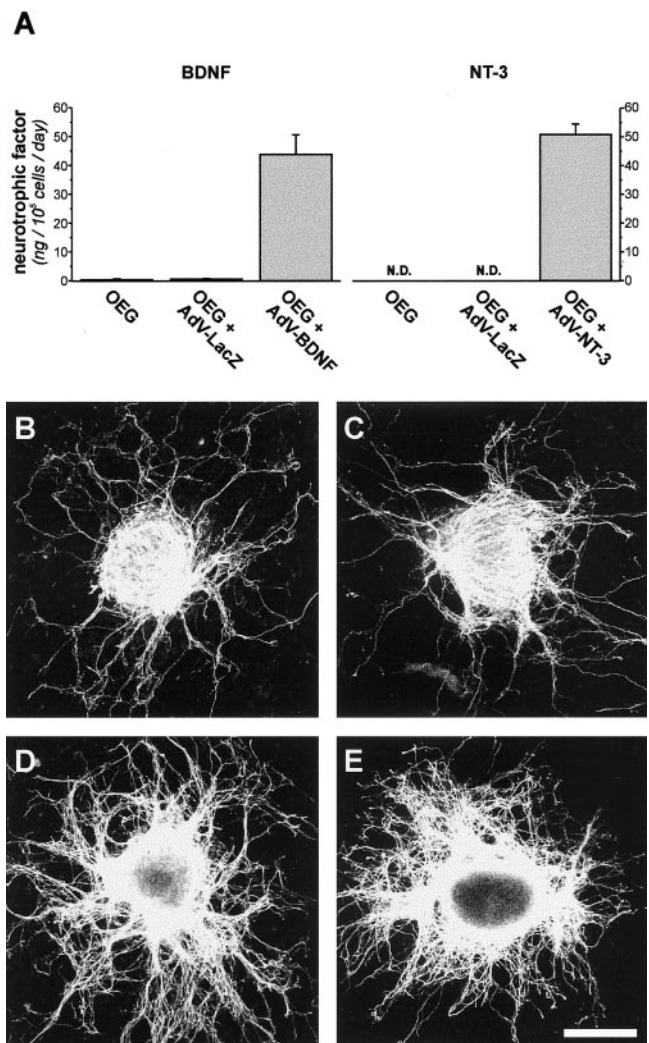 A
BDNF
NT-3
neurotrophic factor
(ng / 10⁵ cells / day)
60
50
40
30
20
10
0
N.D.
N.D.
60
50
40
30
20
10
0
OEG
OEG +
AdV-LacZ
OEG +
AdV-BDNF
OEG
OEG +
AdV-LacZ
OEG +
AdV-NT-3
B
C
D
E